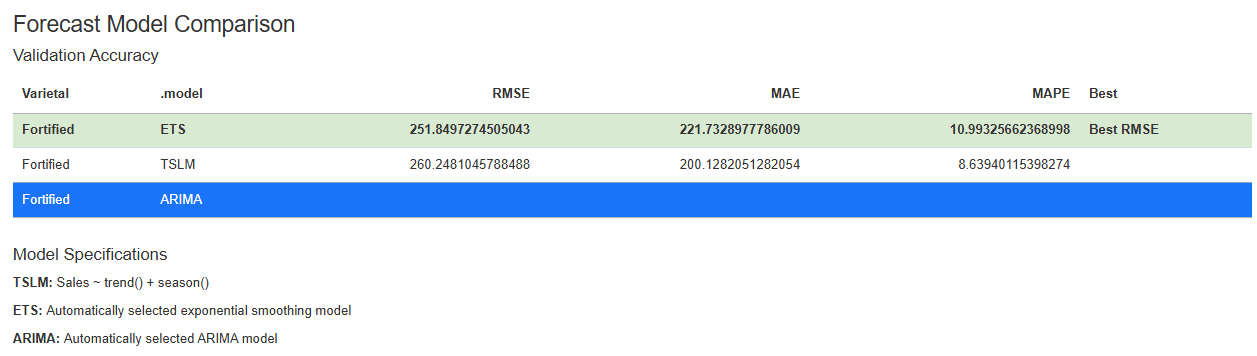 Forecast Model Comparison
Validation Accuracy
Varietal .model RMSE MAE MAPE Best
Fortified ETS 251.8497274505043 221.7328977786009 10.99325662368998 Best RMSE
Fortified TSLM 260.2481045788488 200.1282051282054 8.63940115398274
Fortified ARIMA
Model Specifications
TSLM: Sales ~ trend() + season()
ETS: Automatically selected exponential smoothing model
ARIMA: Automatically selected ARIMA model